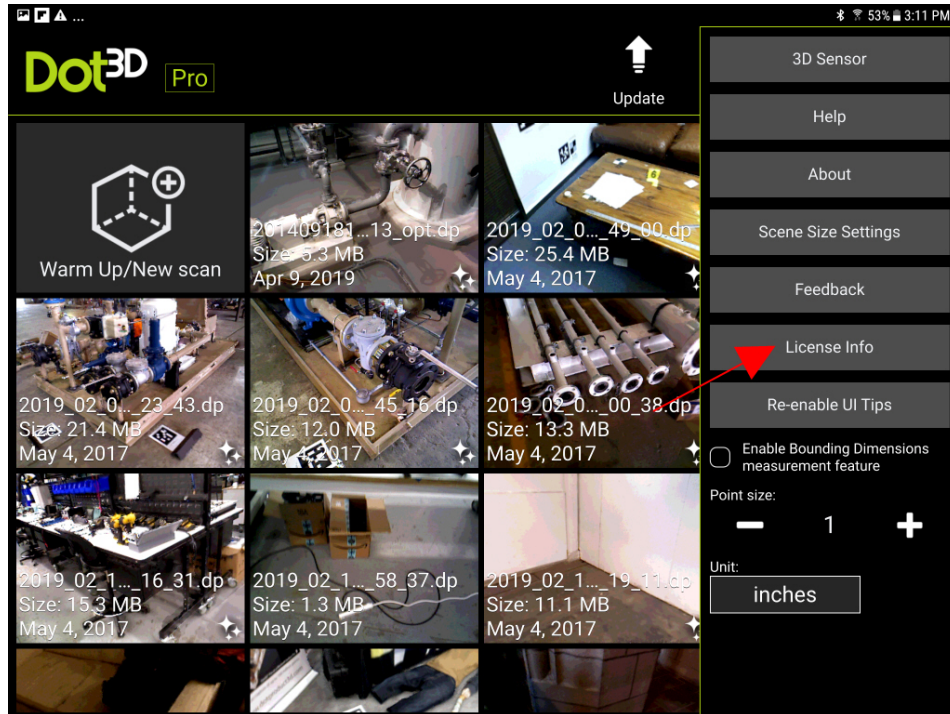 ...
53% 3:11 PM
Dot3D Pro
Update
Warm Up/New scan
201409181...13_opt.dp
Size: 5.3 MB
Apr 9, 2019
2019_02_0..._49_00.dp
Size: 25.4 MB
May 4, 2017
2019_02_0..._23_43.dp
Size: 21.4 MB
May 4, 2017
2019_02_0..._45_16.dp
Size: 12.0 MB
May 4, 2017
2019_02_0..._00_38.dp
Size: 13.3 MB
May 4, 2017
2019_02_1..._16_31.dp
Size: 15.3 MB
May 4, 2017
2019_02_1..._58_37.dp
Size: 1.3 MB
May 4, 2017
2019_02_1..._19_11.dp
Size: 11.1 MB
May 4, 2017
3D Sensor
Help
About
Scene Size Settings
Feedback
License Info
Re-enable UI Tips
Enable Bounding Dimensions
measurement feature
Point size:
1
Unit:
inches